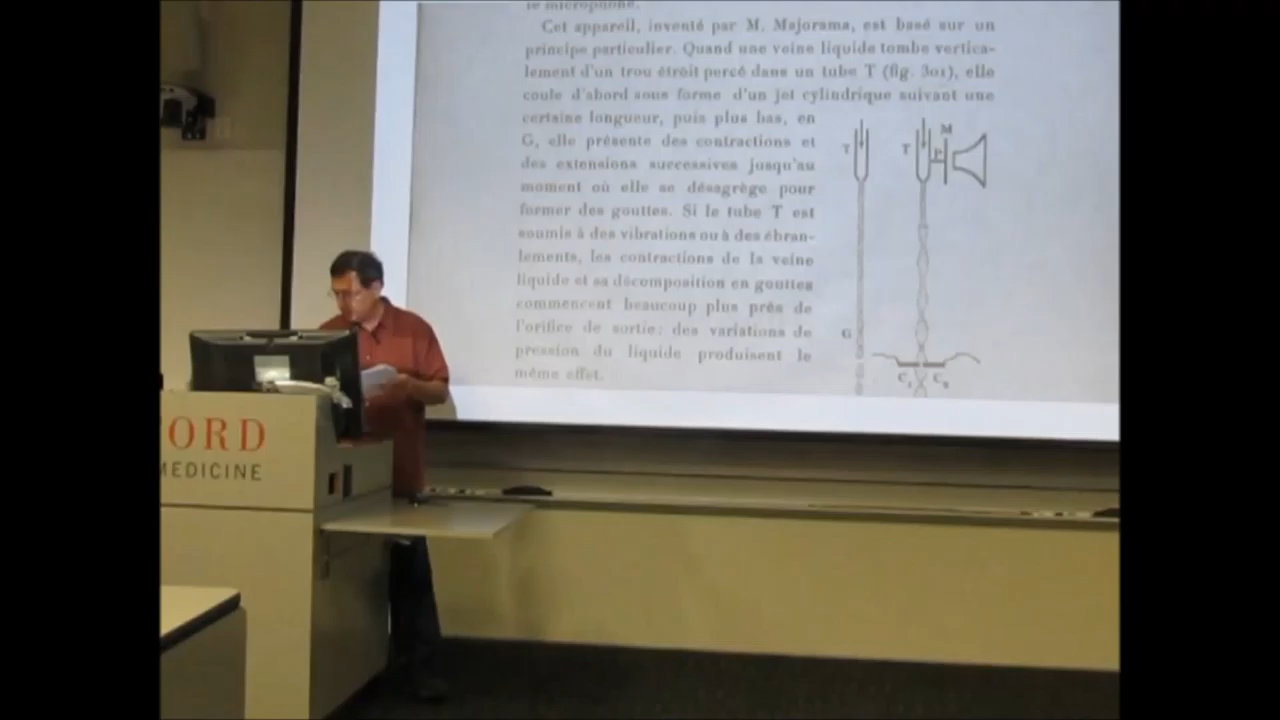 le microphone.
Cet appareil, inventé par M. Majorama, est basé sur un
principe particulier. Quand une veine liquide tombe vertica-
lement d'un trou étroit percé dans un tube T (fig. 301), elle
coule d'abord sous forme d'un jet cylindrique suivant une
certaine longueur, puis plus bas, en
G, elle présente des contractions et
des extensions successives jusqu'au
moment où elle se désagrège pour
former des gouttes. Si le tube T est
soumis à des vibrations ou à des ébran-
lements, les contractions de la veine
liquide et sa décomposition en gouttes
commencent beaucoup plus près de
l'orifice de sortie; des variations de
pression du liquide produisent le
même effet.
T
T
P
M
G
C₁ C₂
ORD
MEDICINE